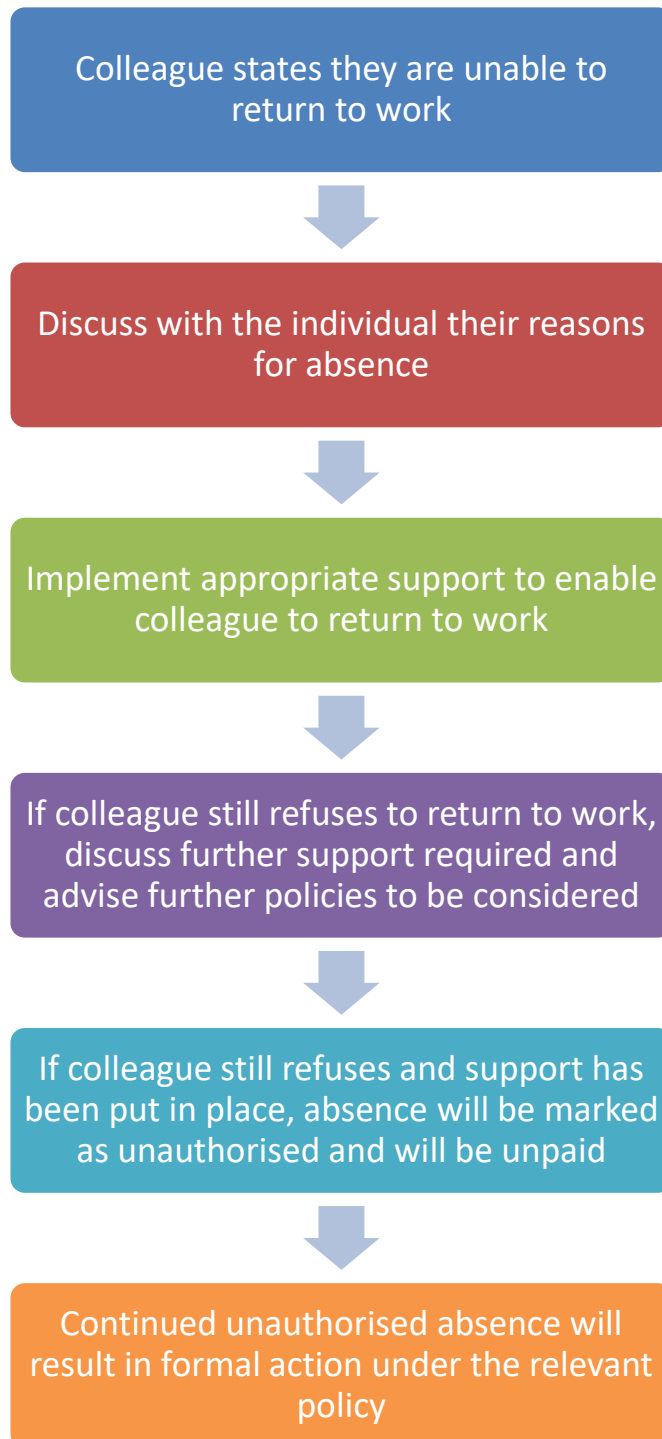 Colleague states they are unable to
return to work
Discuss with the individual their reasons
for absence
Implement appropriate support to enable
colleague to return to work
If colleague still refuses to return to work,
discuss further support required and
advise further policies to be considered
If colleague still refuses and support has
been put in place, absence will be marked
as unauthorised and will be unpaid
Continued unauthorised absence will
result in formal action under the relevant
policy